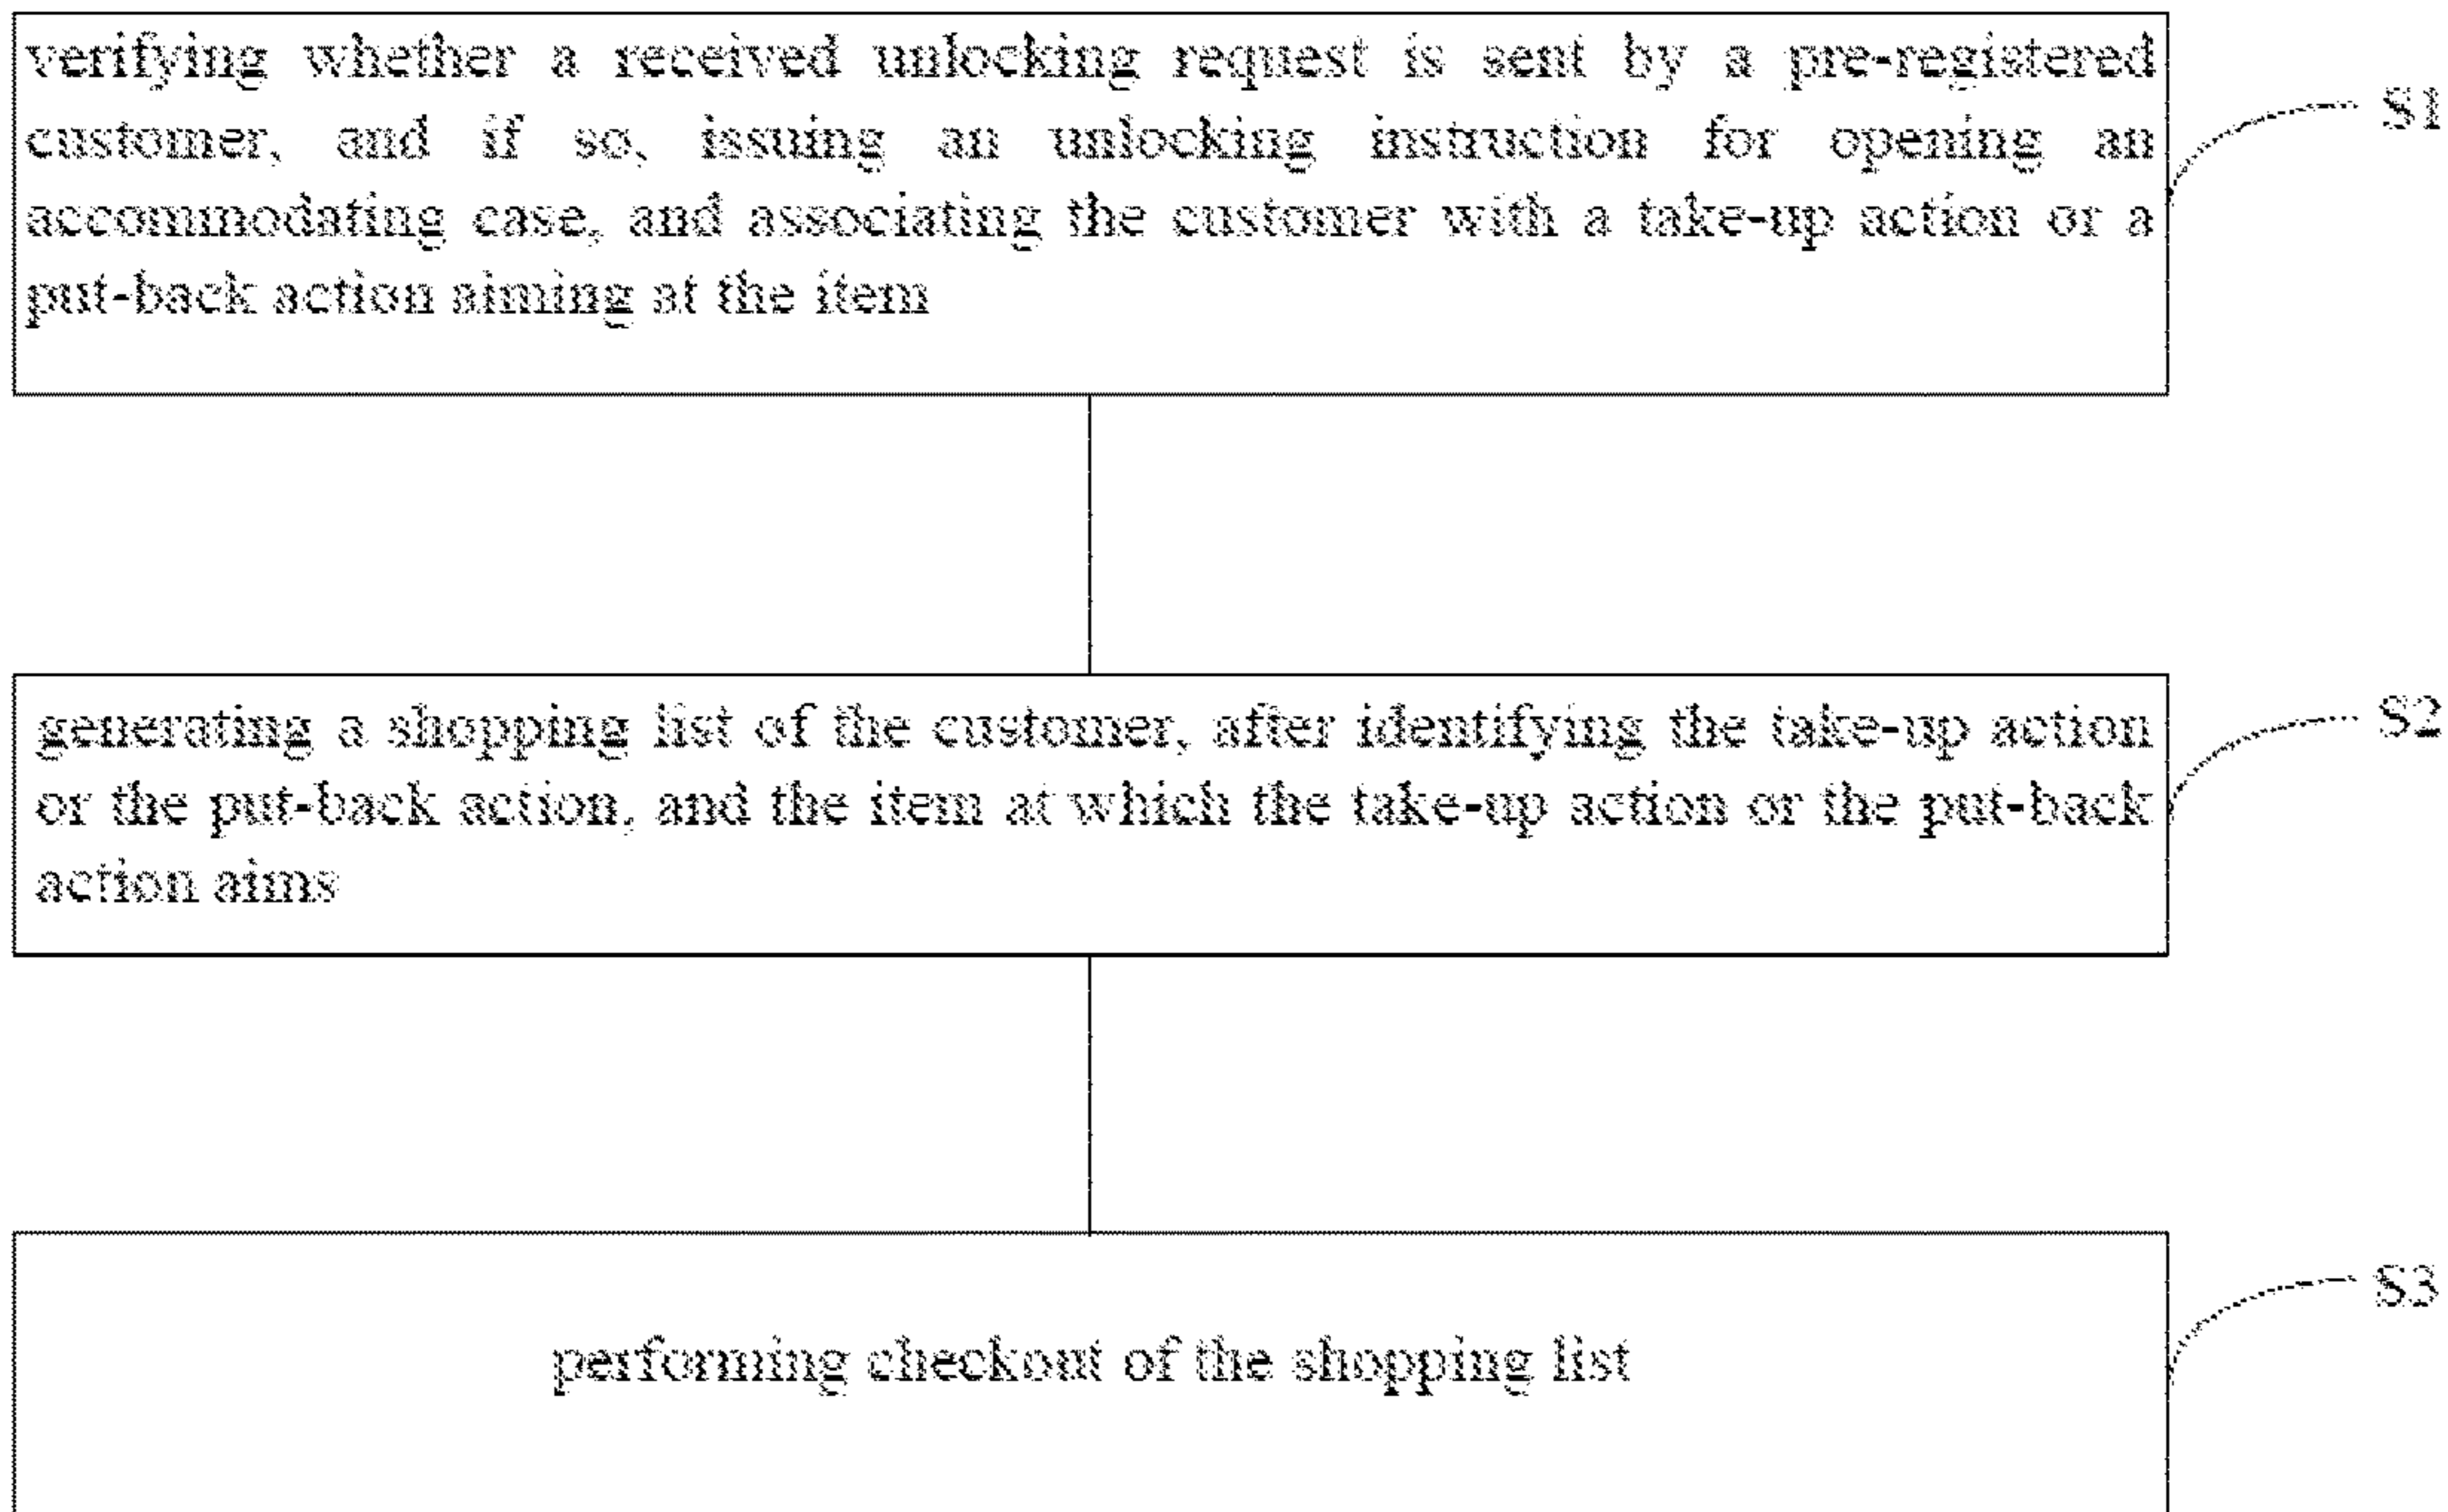 verifying whether a received unlocking request is sent by a pre-registered
customer, and if so, issuing an unlocking instruction for opening an
accommodating case, and associating the customer with a take-up action or a
put-back action aiming at the item
S1
generating a shopping list of the customer, after identifying the take-up action
or the put-back action, and the item at which the take-up action or the put-back
action aims
S2
performing checkout of the shopping list
S3